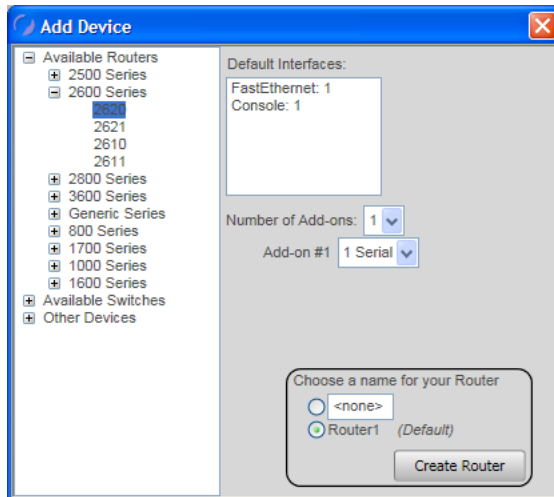 Add Device
Available Routers
2500 Series
2600 Series
2620
2621
2610
2611
2800 Series
3600 Series
Generic Series
800 Series
1700 Series
1000 Series
1600 Series
Available Switches
Other Devices
Default Interfaces:
FastEthernet: 1
Console: 1
Number of Add-ons: 1
Add-on #1 1 Serial
Choose a name for your Router
<none>
Router1 (Default)
Create Router